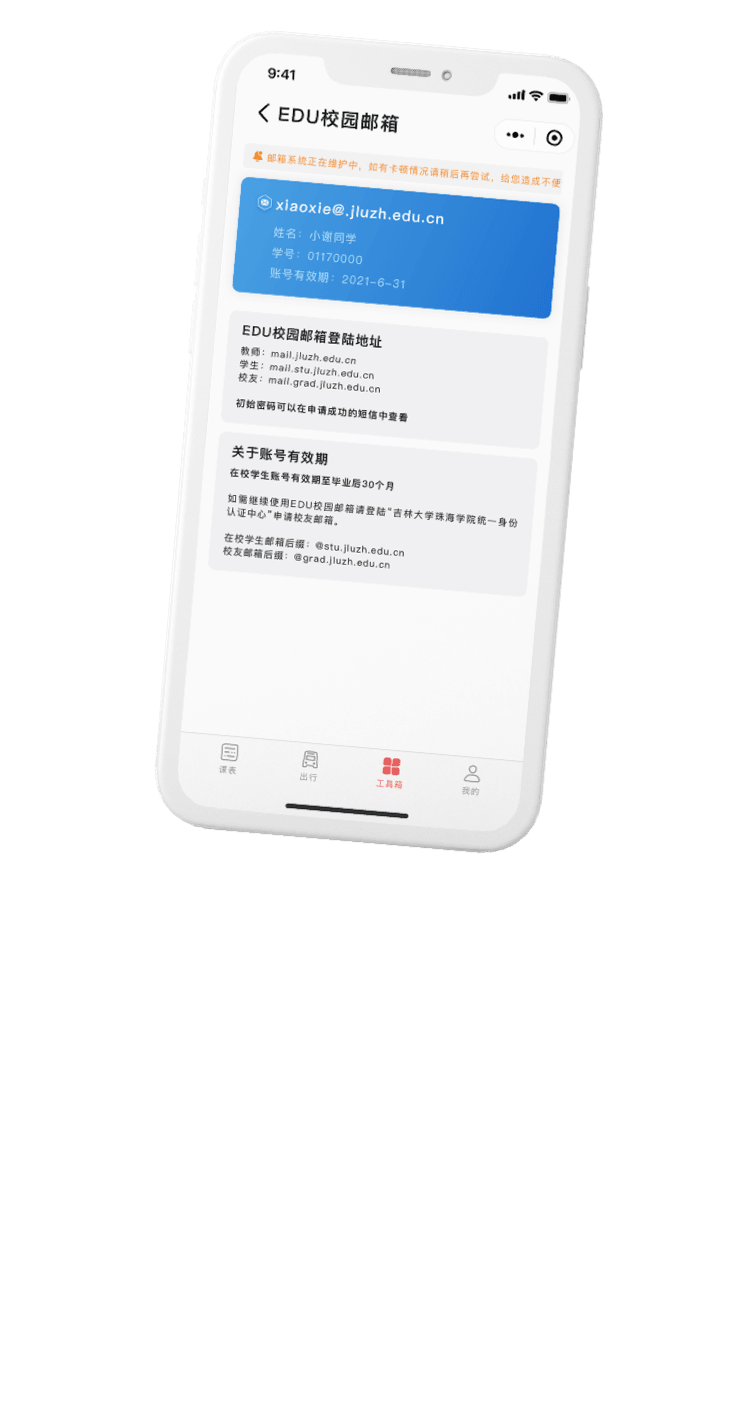 9:41
EDU校园邮箱
邮箱系统正在维护中，如有卡顿情况请稍后再尝试，给您造成不便
xiaoxie@.jluzh.edu.cn
姓名：小谢同学
学号：01170000
账号有效期：2021-6-31
EDU校园邮箱登陆地址
教师：mail.jluzh.edu.cn
学生：mail.stu.jluzh.edu.cn
校友：mail.grad.jluzh.edu.cn
初始密码可以在申请成功的短信中查看
关于账号有效期
在校学生账号有效期至毕业后30个月
如需继续使用EDU校园邮箱请登陆“吉林大学珠海学院统一身份
认证中心”申请校友邮箱。
在校学生邮箱后缀：@stu.jluzh.edu.cn
校友邮箱后缀：@grad.jluzh.edu.cn
课表 出行 工具箱 我的